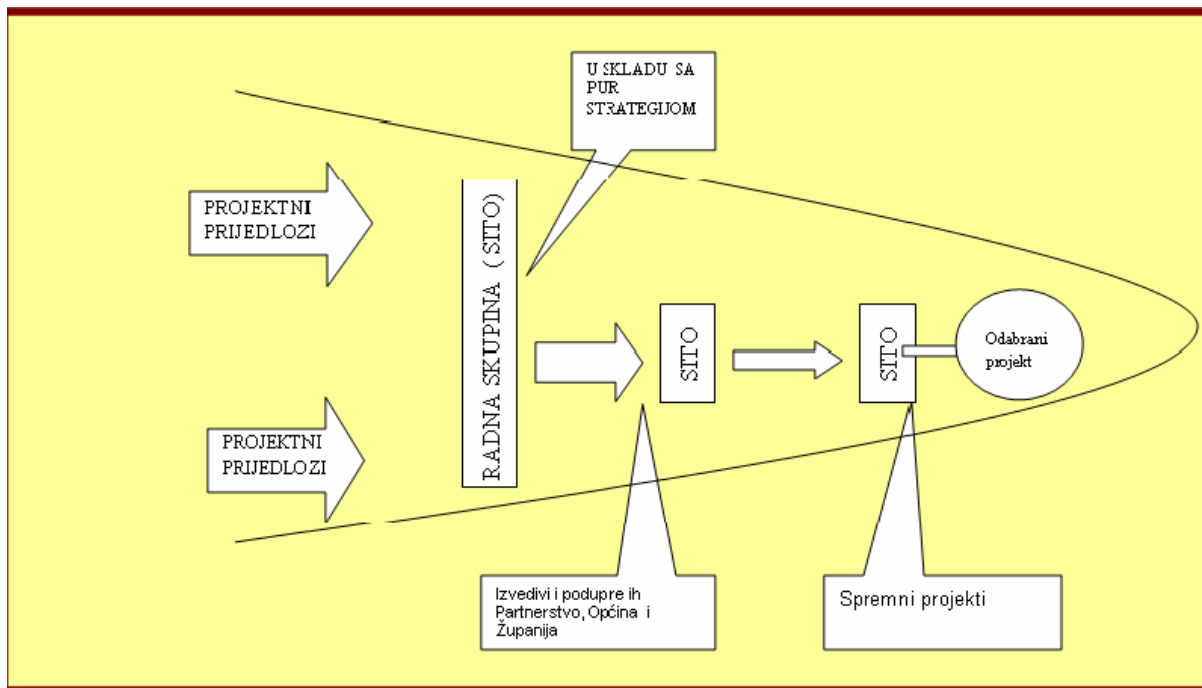 U SKLADU SA
PUR
STRATEGIJOM
PROJEKTNI
PRIJEDLOZI
RADNA SKUPINA ( SITO)
SITO
SITO
Odabrani
projekt
PROJEKTNI
PRIJEDLOZI
Izvedivi i podupre ih
Partnerstvo, Općina i
Županija
Spremni projekti